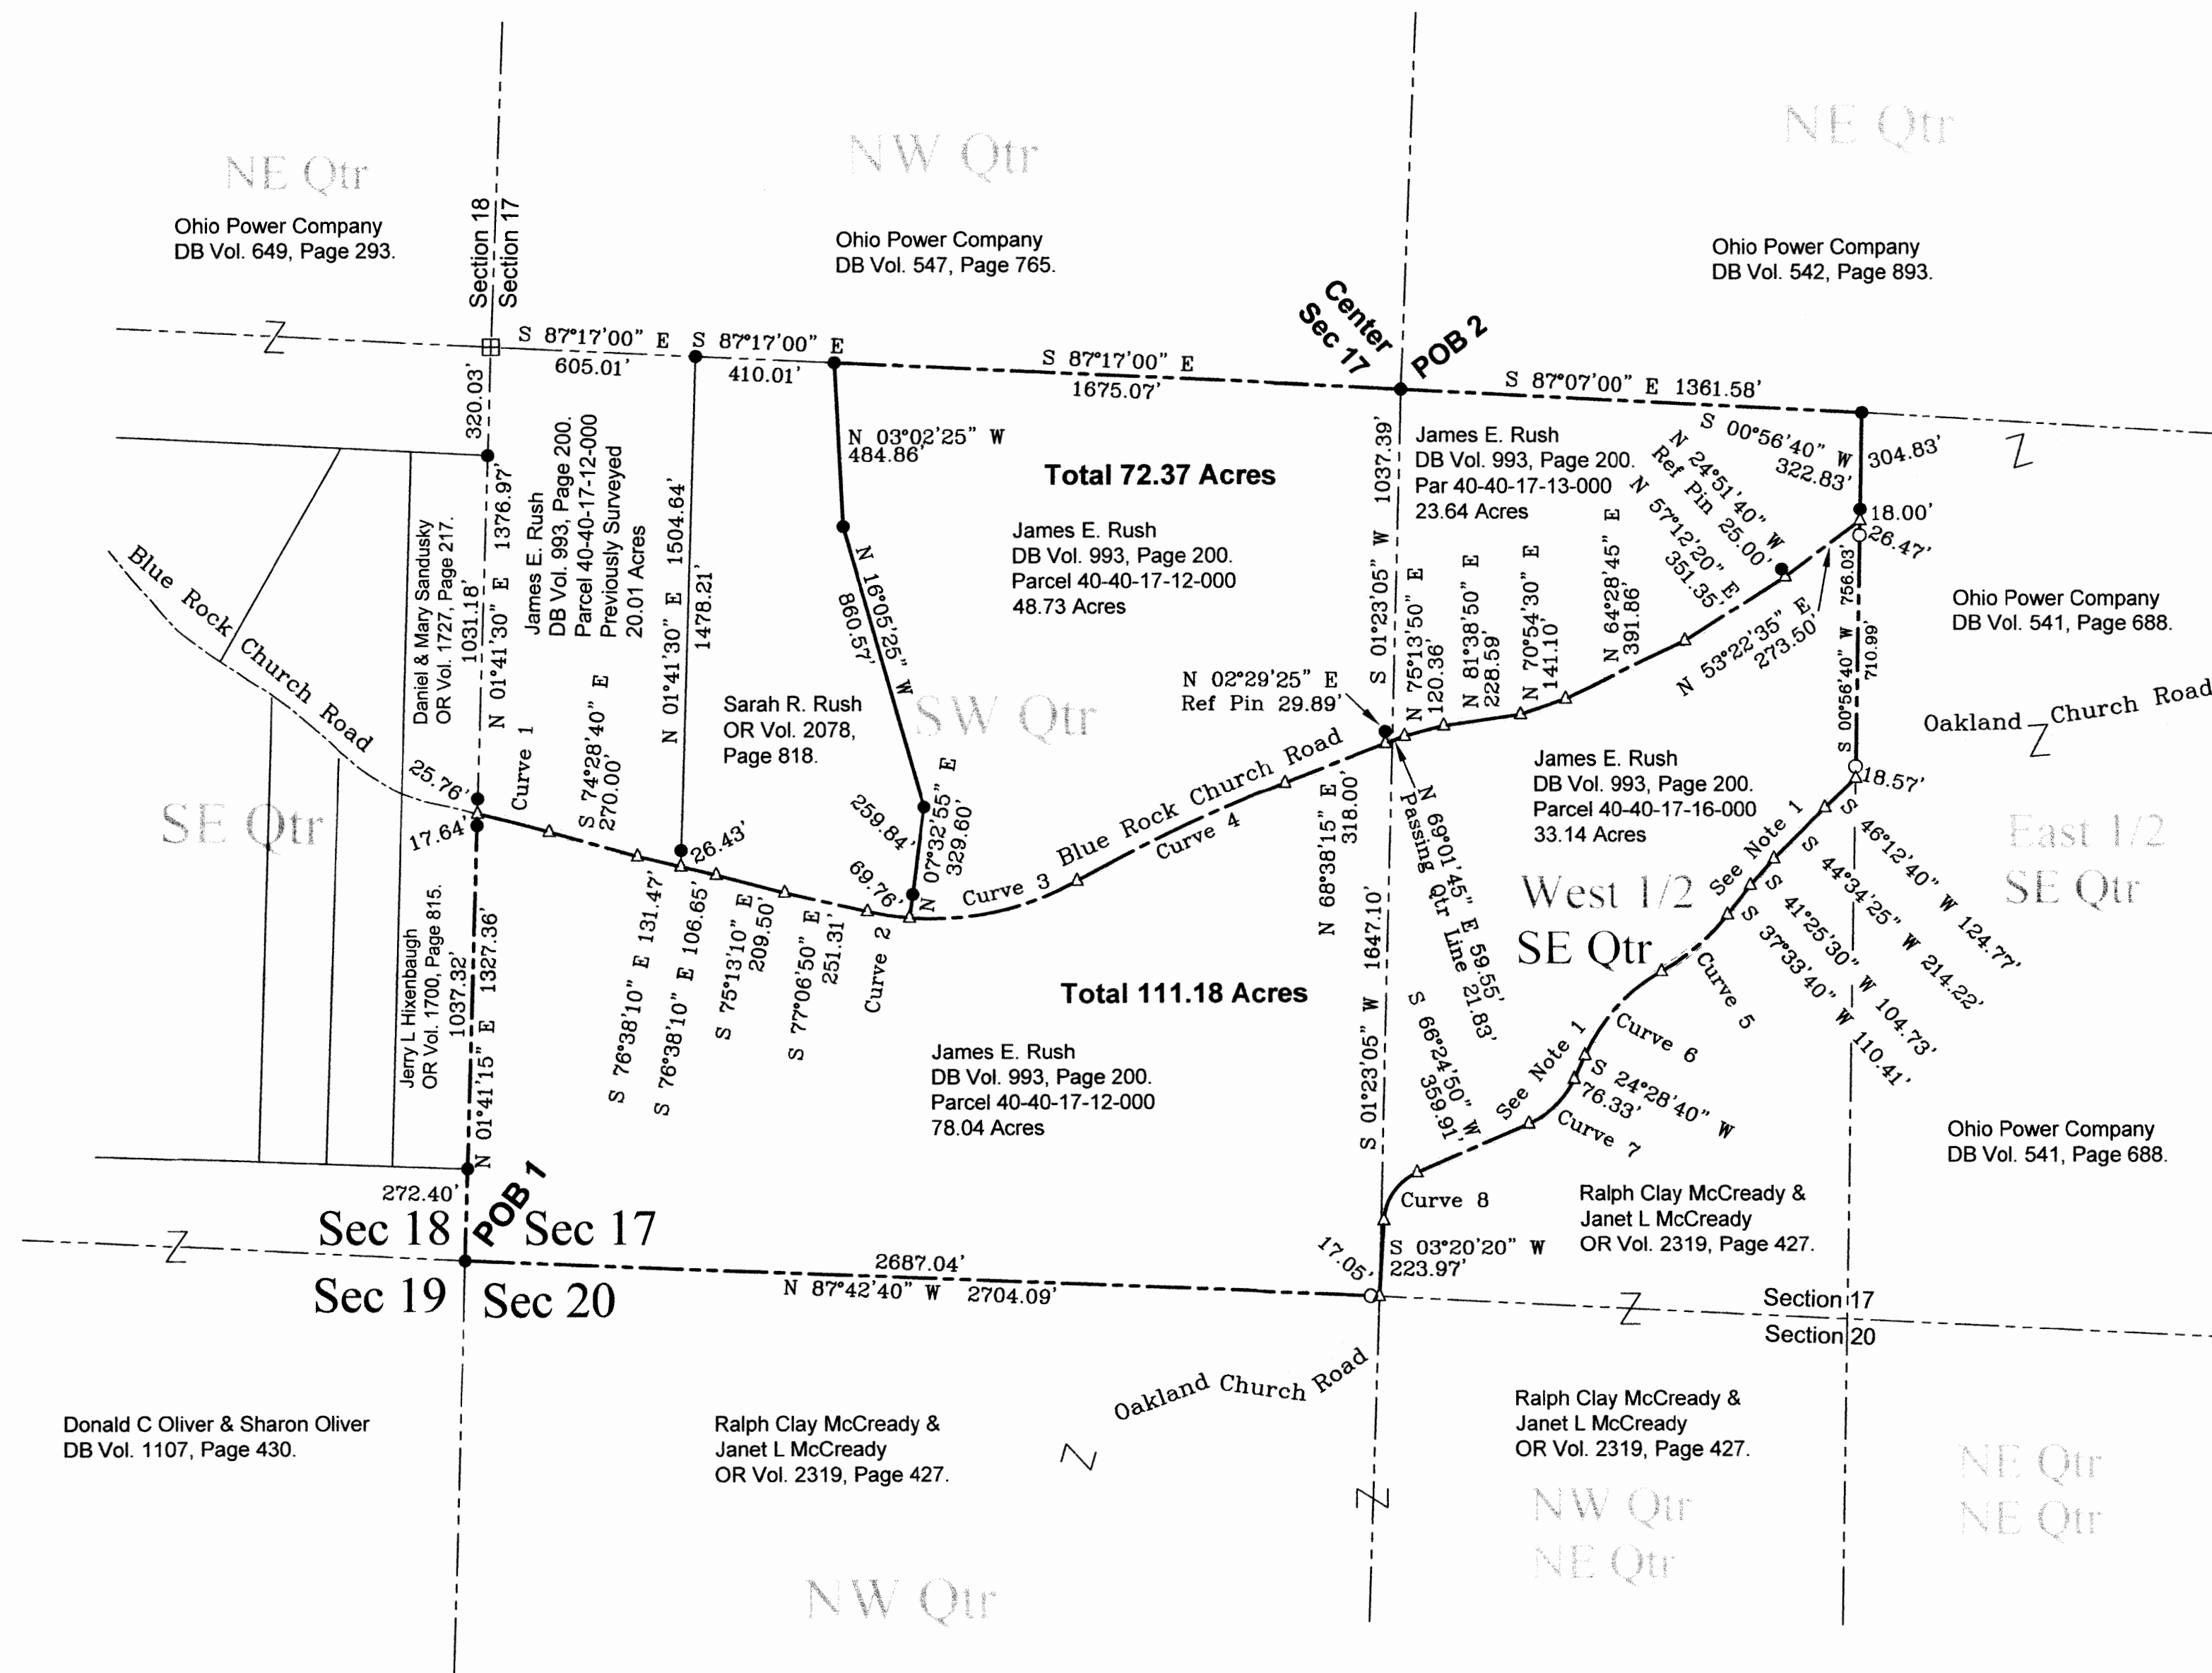 NE Qtr
NW Qtr
NE Qtr
Ohio Power Company
DB Vol. 649, Page 293.
Section 18
Section 17
Ohio Power Company
DB Vol. 547, Page 765.
Ohio Power Company
DB Vol. 542, Page 893.
Center
Sec 17
POB 2
S 87°17'00" E
605.01'
S 87°17'00" E
410.01'
S 87°17'00" E
1675.07'
S 87°07'00" E 1361.58'
320.03'
N 01°41'30" E 1376.97'
1031.18'
James E. Rush
DB Vol. 993, Page 200.
Parcel 40-40-17-12-000
Previously Surveyed
20.01 Acres
N 01°41'30" E 1504.64'
1478.21'
N 03°02'25" W
484.86'
N 16°05'25" W
860.57'
Total 72.37 Acres
James E. Rush
DB Vol. 993, Page 200.
Parcel 40-40-17-12-000
48.73 Acres
S 01°23'05" W 1037.39'
James E. Rush
DB Vol. 993, Page 200.
Par 40-40-17-13-000
23.64 Acres
S 00°56'40" W
322.83'
304.83'
18.00'
26.47'
N 24°51'40" W
Ref Pin 25.00'
N 57°12'20" E
351.35'
N 53°22'35" E
273.50'
N 64°28'45" E
391.86'
N 70°54'30" E
141.10'
N 81°38'50" E
228.59'
N 75°13'50" E
120.36'
N 02°29'25" E
Ref Pin 29.89'
S 00°56'40" W 756.03'
710.99'
Ohio Power Company
DB Vol. 541, Page 688.
Oakland Church Road
Blue Rock Church Road
Daniel & Mary Sandusky
OR Vol. 1727, Page 217.
25.76'
17.64'
Curve 1
S 74°28'40" E
270.00'
Sarah R. Rush
OR Vol. 2078,
Page 818.
SW Qtr
SE Qtr
26.43'
259.84'
69.76'
N 07°32'55" E
329.60'
Curve 3
Blue Rock Church Road
Curve 4
N 68°38'15" E
318.00'
N 69°01'45" E 59.55'
Passing Qtr Line 21.83'
James E. Rush
DB Vol. 993, Page 200.
Parcel 40-40-17-16-000
33.14 Acres
18.57'
See Note 1
S 46°12'40" W 124.77'
S 44°34'25" W 214.22'
S 41°25'30" W 104.73'
S 37°33'40" W 110.41'
East 1/2
SE Qtr
West 1/2
SE Qtr
Curve 5
Curve 6
S 76°38'10" E 131.47'
S 76°38'10" E 106.65'
S 75°13'10" E
209.50'
S 77°06'50" E
251.31'
Curve 2
Jerry L Hixenbaugh
OR Vol. 1700, Page 815.
1037.32'
N 01°41'15" E 1327.36'
Total 111.18 Acres
James E. Rush
DB Vol. 993, Page 200.
Parcel 40-40-17-12-000
78.04 Acres
S 01°23'05" W 1647.10'
S 66°24'50" W
359.91'
See Note 1
S 24°28'40" W
76.33'
Curve 7
Curve 8
Ohio Power Company
DB Vol. 541, Page 688.
Ralph Clay McCready &
Janet L McCready
OR Vol. 2319, Page 427.
272.40'
POB 1
Sec 18
Sec 17
Sec 19
Sec 20
2687.04'
N 87°42'40" W 2704.09'
17.05'
S 03°20'20" W
223.97'
Section 17
Section 20
Oakland Church Road
Donald C Oliver & Sharon Oliver
DB Vol. 1107, Page 430.
Ralph Clay McCready &
Janet L McCready
OR Vol. 2319, Page 427.
Ralph Clay McCready &
Janet L McCready
OR Vol. 2319, Page 427.
NW Qtr
NW Qtr
NE Qtr
NE Qtr
NE Qtr